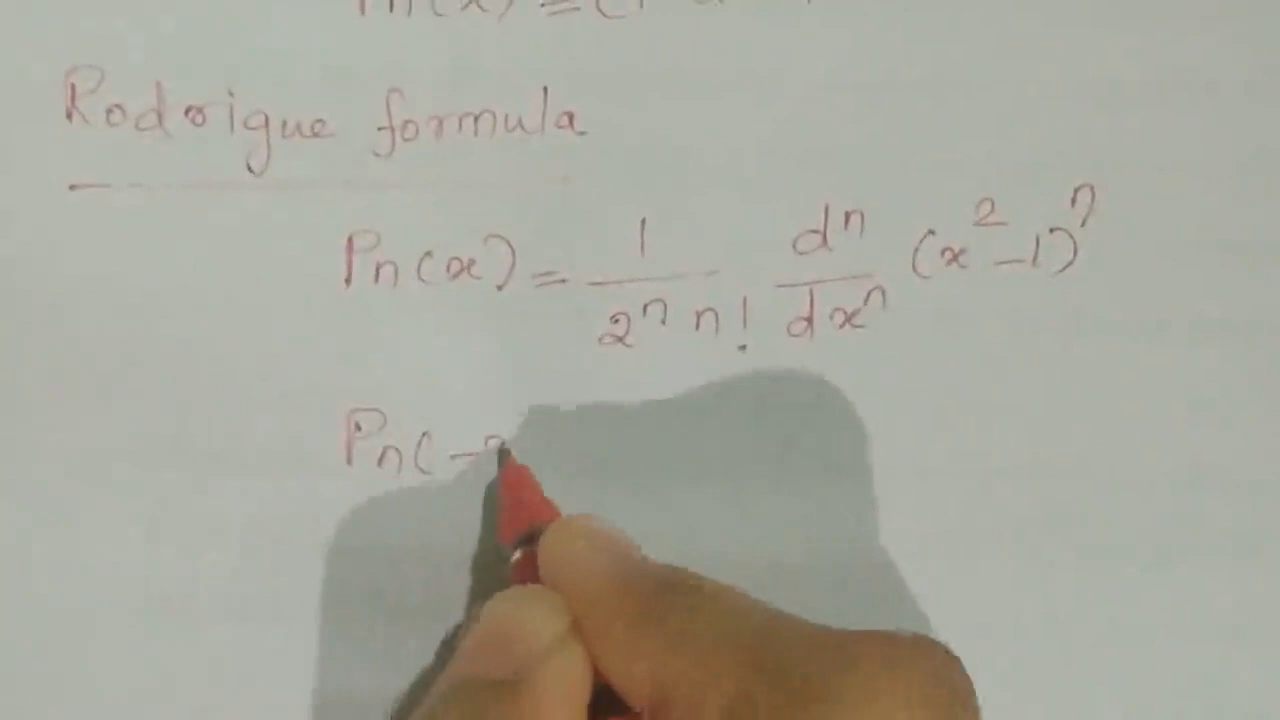 Rodrigue formula
Pn(x) = 1/(2ⁿ n!) dⁿ/dxⁿ (x²-1)ⁿ
Pn(-